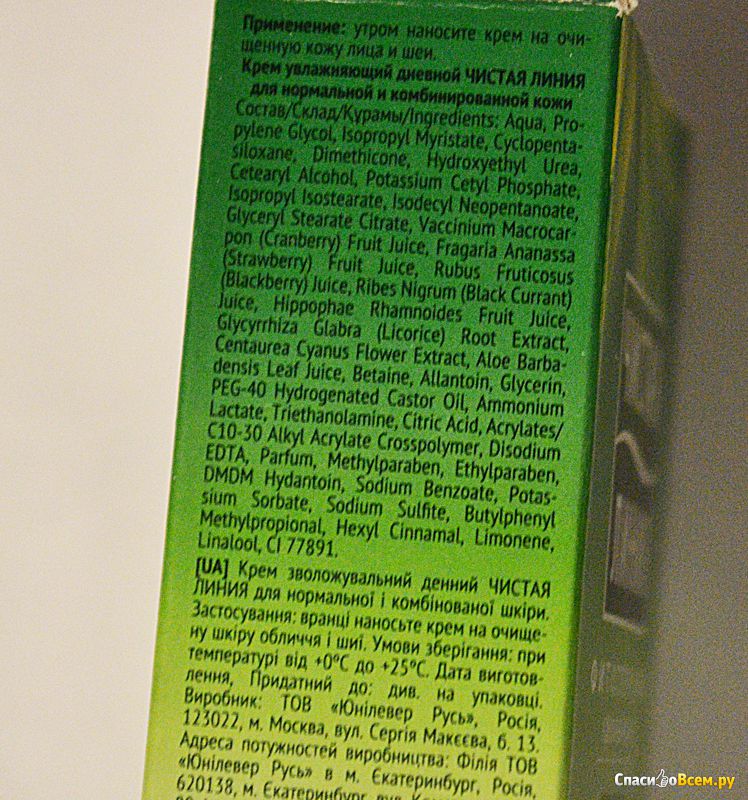 Применение: утром наносите крем на очи-
щенную кожу лица и шеи.
Крем увлажняющий дневной ЧИСТАЯ ЛИНИЯ
для нормальной и комбинированной кожи
Состав/Склад/Құрамы/Ingredients: Aqua, Pro-
pylene Glycol, Isopropyl Myristate, Cyclopenta-
siloxane, Dimethicone, Hydroxyethyl Urea,
Cetearyl Alcohol, Potassium Cetyl Phosphate,
Isopropyl Isostearate, Isodecyl Neopentanoate,
Glyceryl Stearate Citrate, Vaccinium Macrocar-
pon (Cranberry) Fruit Juice, Fragaria Ananassa
(Strawberry) Fruit Juice, Rubus Fruticosus
(Blackberry) Juice, Ribes Nigrum (Black Currant)
Juice, Hippophae Rhamnoides Fruit Juice,
Glycyrrhiza Glabra (Licorice) Root Extract,
Centaurea Cyanus Flower Extract, Aloe Barba-
densis Leaf Juice, Betaine, Allantoin, Glycerin,
PEG-40 Hydrogenated Castor Oil, Ammonium
Lactate, Triethanolamine, Citric Acid, Acrylates/
C10-30 Alkyl Acrylate Crosspolymer, Disodium
EDTA, Parfum, Methylparaben, Ethylparaben,
DMDM Hydantoin, Sodium Benzoate, Potas-
sium Sorbate, Sodium Sulfite, Butylphenyl
Methylpropional, Hexyl Cinnamal, Limonene,
Linalool, CI 77891.
[UA] Крем зволожувальний денний ЧИСТАЯ
ЛИНИЯ для нормальної і комбінованої шкіри.
Застосування: вранці наносьте крем на очище-
ну шкіру обличчя і шиї. Умови зберігання: при
температурі від +0°С до +25°С. Дата виготов-
лення, Придатний до: див. на упаковці.
Виробник: ТОВ «Юнілевер Русь», Росія,
123022, м. Москва, вул. Сергія Макєєва, б. 13.
Адреса потужностей виробництва: Філія ТОВ
«Юнілевер Русь» в м. Єкатеринбург, Росія,
620138, м. Єкатеринбург, вул.
СпасибоВсем.ру